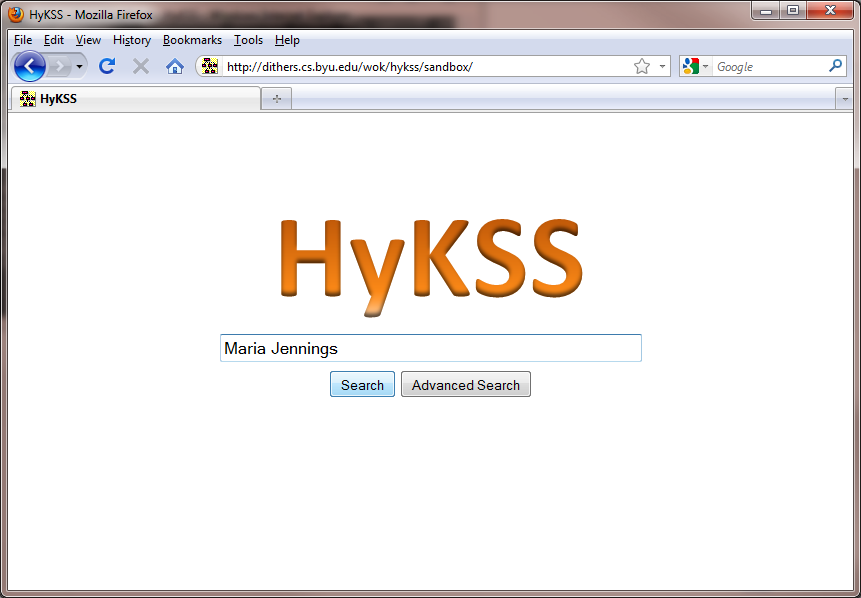 HyKSS - Mozilla Firefox
File Edit View History Bookmarks Tools Help
http://dithers.cs.byu.edu/wok/hykss/sandbox/ Google
HyKSS
HyKSS
Maria Jennings
Search Advanced Search